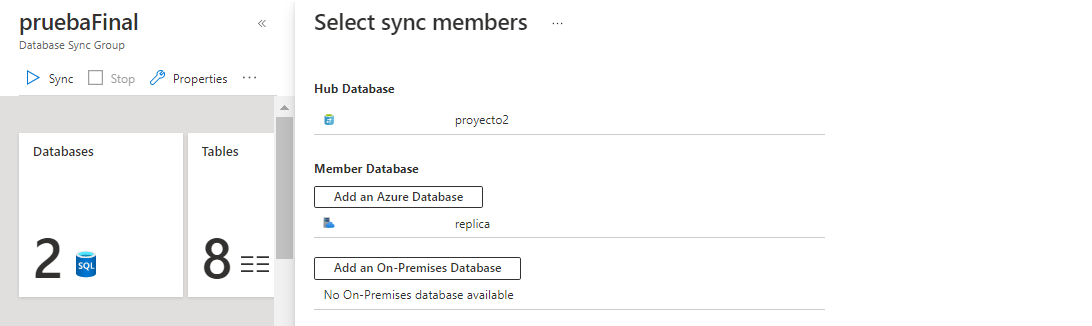 pruebaFinal
«
Database Sync Group
Sync
Stop
Properties
...
Databases
2
SQL
Tables
8
Select sync members
...
Hub Database
proyecto2
Member Database
Add an Azure Database
replica
Add an On-Premises Database
No On-Premises database available